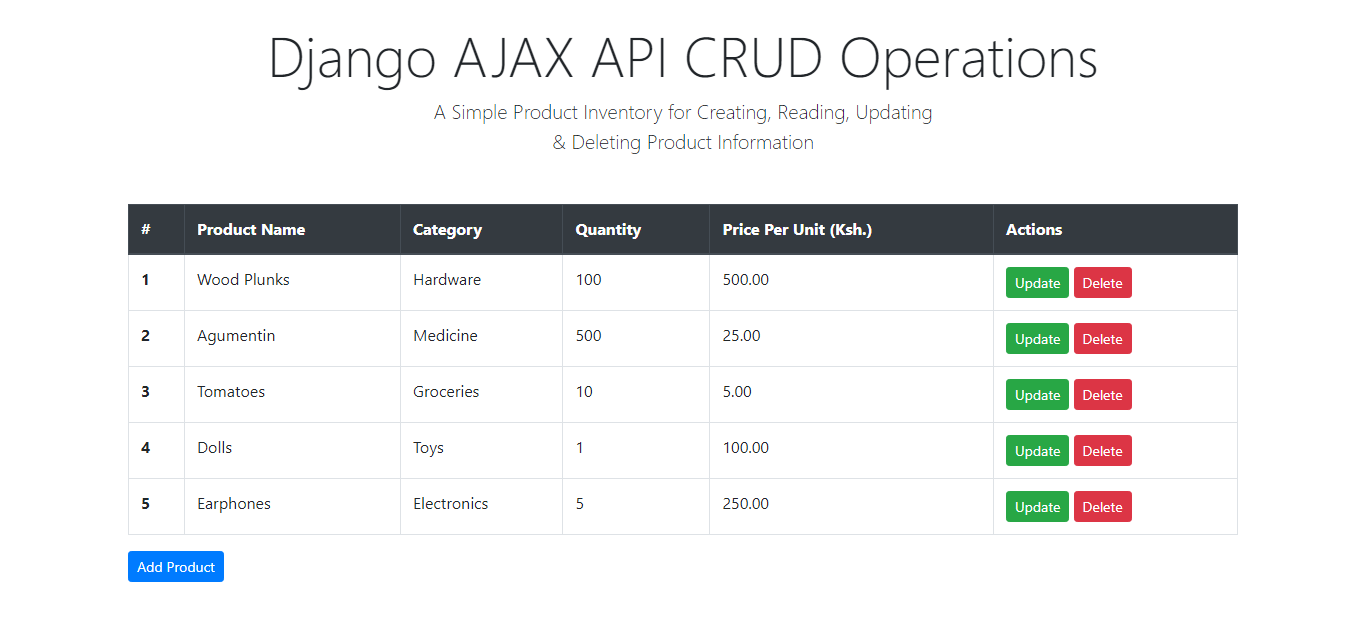 Django AJAX API CRUD Operations
A Simple Product Inventory for Creating, Reading, Updating
& Deleting Product Information
# Product Name Category Quantity Price Per Unit (Ksh.) Actions
1 Wood Plunks Hardware 100 500.00 Update Delete
2 Agumentin Medicine 500 25.00 Update Delete
3 Tomatoes Groceries 10 5.00 Update Delete
4 Dolls Toys 1 100.00 Update Delete
5 Earphones Electronics 5 250.00 Update Delete
Add Product